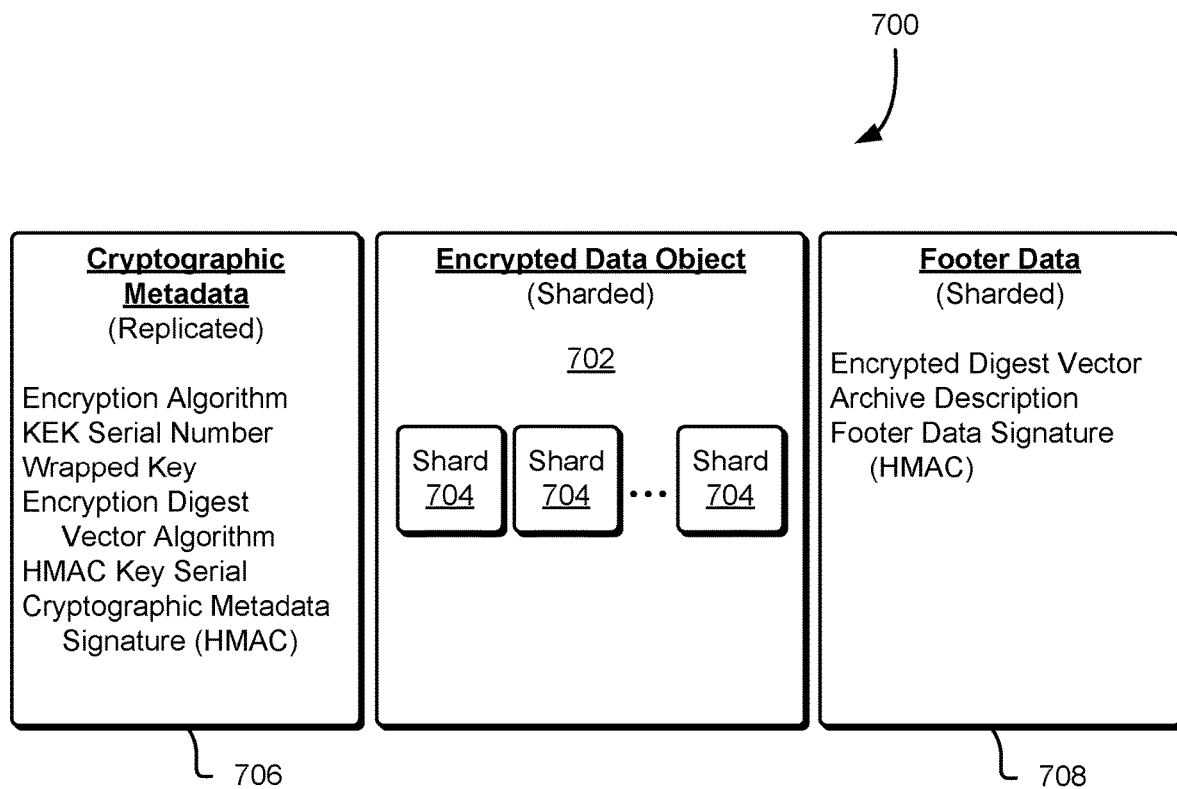 700
Cryptographic
Metadata
(Replicated)
Encryption Algorithm
KEK Serial Number
Wrapped Key
Encryption Digest
Vector Algorithm
HMAC Key Serial
Cryptographic Metadata
Signature (HMAC)
706
Encrypted Data Object
(Sharded)
702
Shard
704
Shard
704
...
Shard
704
Footer Data
(Sharded)
Encrypted Digest Vector
Archive Description
Footer Data Signature
(HMAC)
708